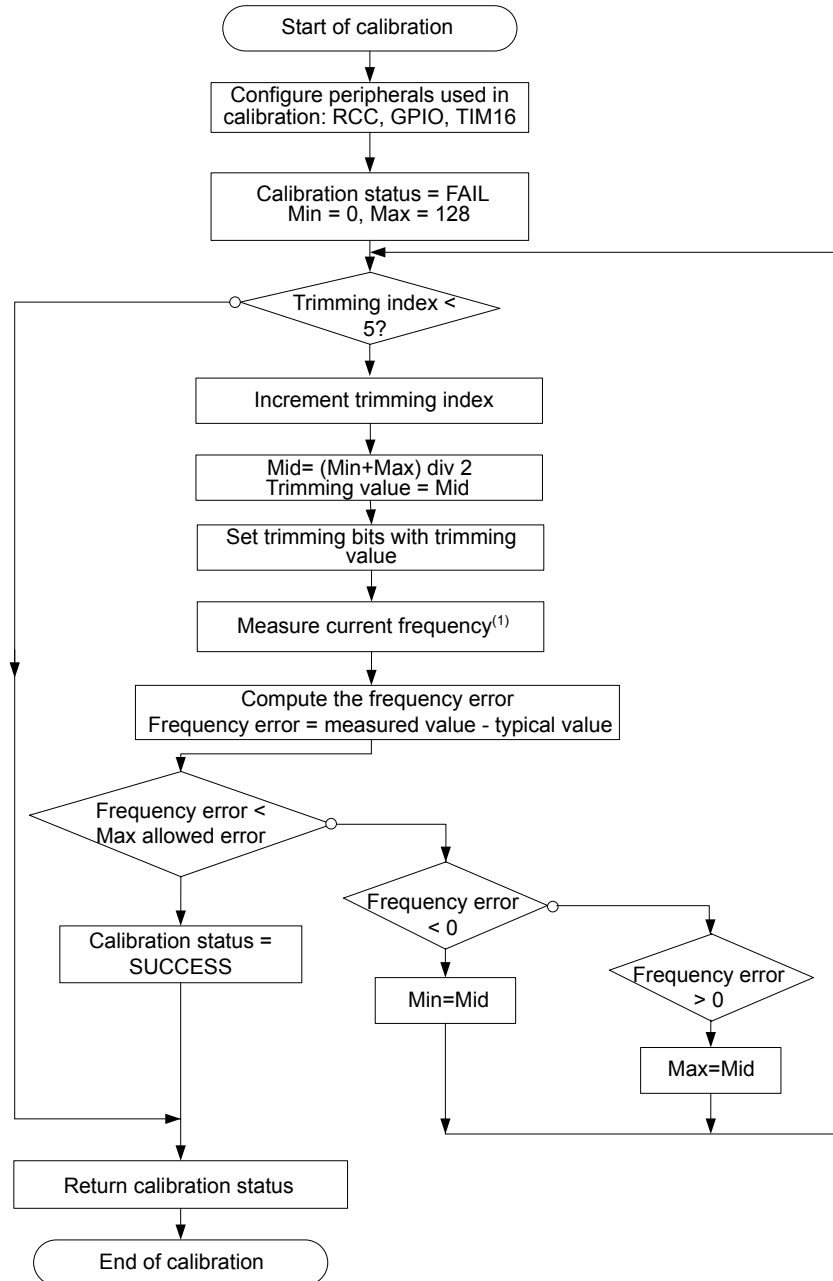 Start of calibration
Configure peripherals used in
calibration: RCC, GPIO, TIM16
Calibration status = FAIL
Min = 0, Max = 128
Trimming index <
5?
Increment trimming index
Mid= (Min+Max) div 2
Trimming value = Mid
Set trimming bits with trimming
value
Measure current frequency(1)
Compute the frequency error
Frequency error = measured value - typical value
Frequency error <
Max allowed error
Frequency error
< 0
Calibration status =
SUCCESS
Frequency error
> 0
Min=Mid
Max=Mid
Return calibration status
End of calibration